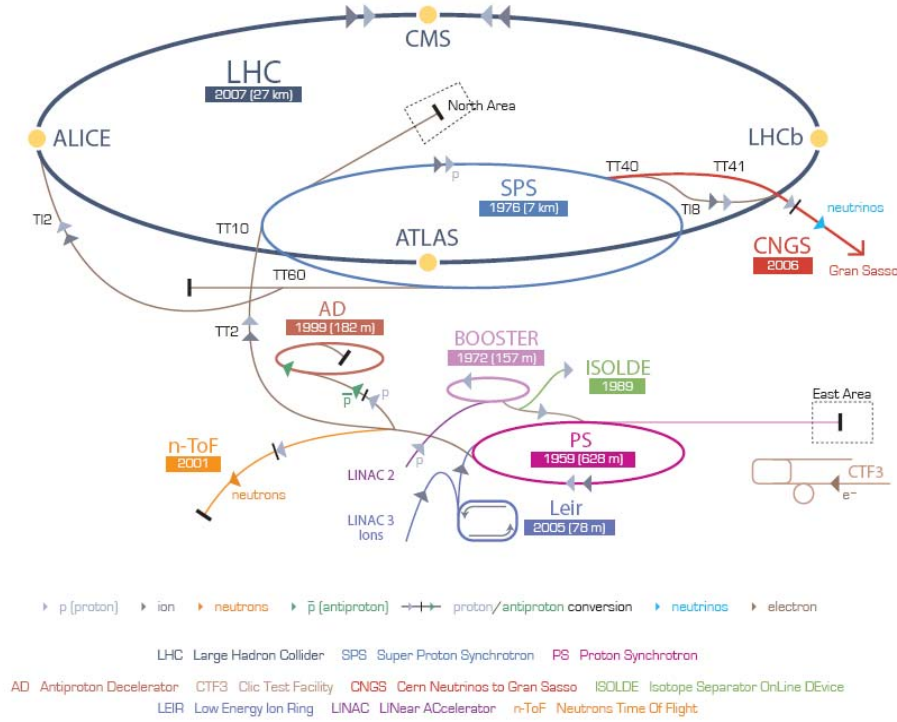 CMS
LHC
2007 (27 km)
North Area
ALICE
LHCb
TT40
TT41
SPS
1976 (7 km)
p
TI8
neutrinos
TI2
TT10
ATLAS
CNGS
2006
Gran Sasso
TT60
AD
1999 (182 m)
TT2
BOOSTER
1972 (157 m)
ISOLDE
1989
p̅
p
East Area
n-ToF
2001
PS
1959 (628 m)
LINAC 2
p
neutrons
CTF3
e⁻
LINAC 3
Ions
Leir
2005 (78 m)
p (proton) ion neutrons p̅ (antiproton) proton/antiproton conversion neutrinos electron
LHC Large Hadron Collider SPS Super Proton Synchrotron PS Proton Synchrotron
AD Antiproton Decelerator CTF3 Clic Test Facility CNGS Cern Neutrinos to Gran Sasso ISOLDE Isotope Separator OnLine DEvice
LEIR Low Energy Ion Ring LINAC LINear ACcelerator n-ToF Neutrons Time Of Flight